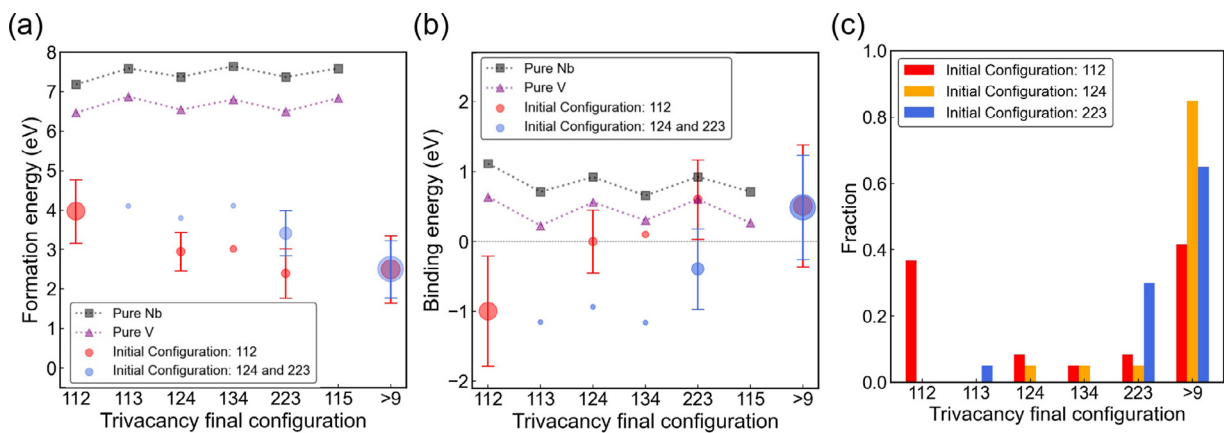 (a)
Formation energy (eV)
8
7
6
5
4
3
2
1
0
Pure Nb
Pure V
Initial Configuration: 112
Initial Configuration: 124 and 223
112 113 124 134 223 115 >9
Trivacancy final configuration
(b)
Binding energy (eV)
2
1
0
−1
−2
Pure Nb
Pure V
Initial Configuration: 112
Initial Configuration: 124 and 223
112 113 124 134 223 115 >9
Trivacancy final configuration
(c)
Fraction
1.0
0.8
0.6
0.4
0.2
0.0
Initial Configuration: 112
Initial Configuration: 124
Initial Configuration: 223
112 113 124 134 223 >9
Trivacancy final configuration